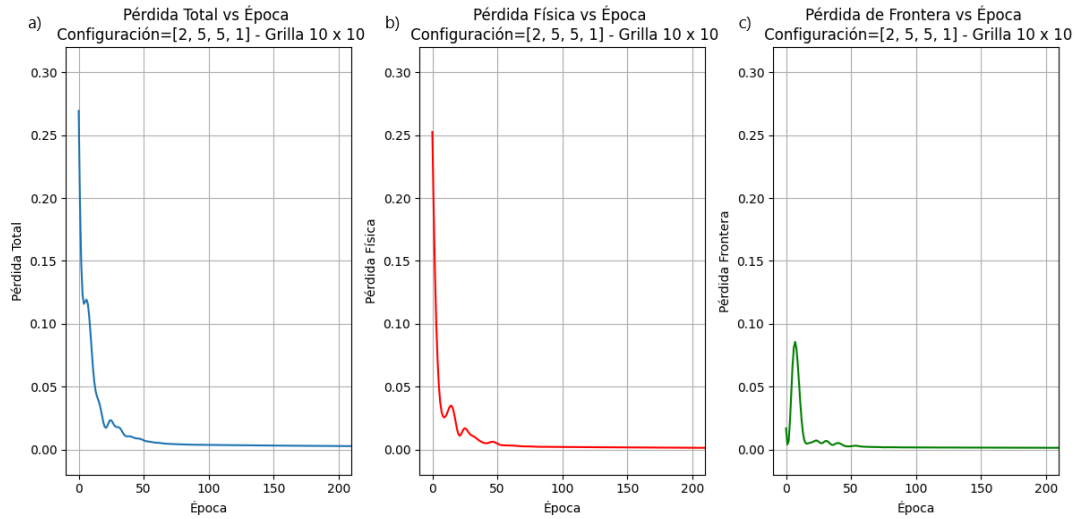 a)
Pérdida Total vs Época
Configuración=[2, 5, 5, 1] - Grilla 10 x 10
0.30
0.25
0.20
0.15
0.10
0.05
0.00
Pérdida Total
0 50 100 150 200
Época
b)
Pérdida Física vs Época
Configuración=[2, 5, 5, 1] - Grilla 10 x 10
0.30
0.25
0.20
0.15
0.10
0.05
0.00
Pérdida Física
0 50 100 150 200
Época
c)
Pérdida de Frontera vs Época
Configuración=[2, 5, 5, 1] - Grilla 10 x 10
0.30
0.25
0.20
0.15
0.10
0.05
0.00
Pérdida Frontera
0 50 100 150 200
Época